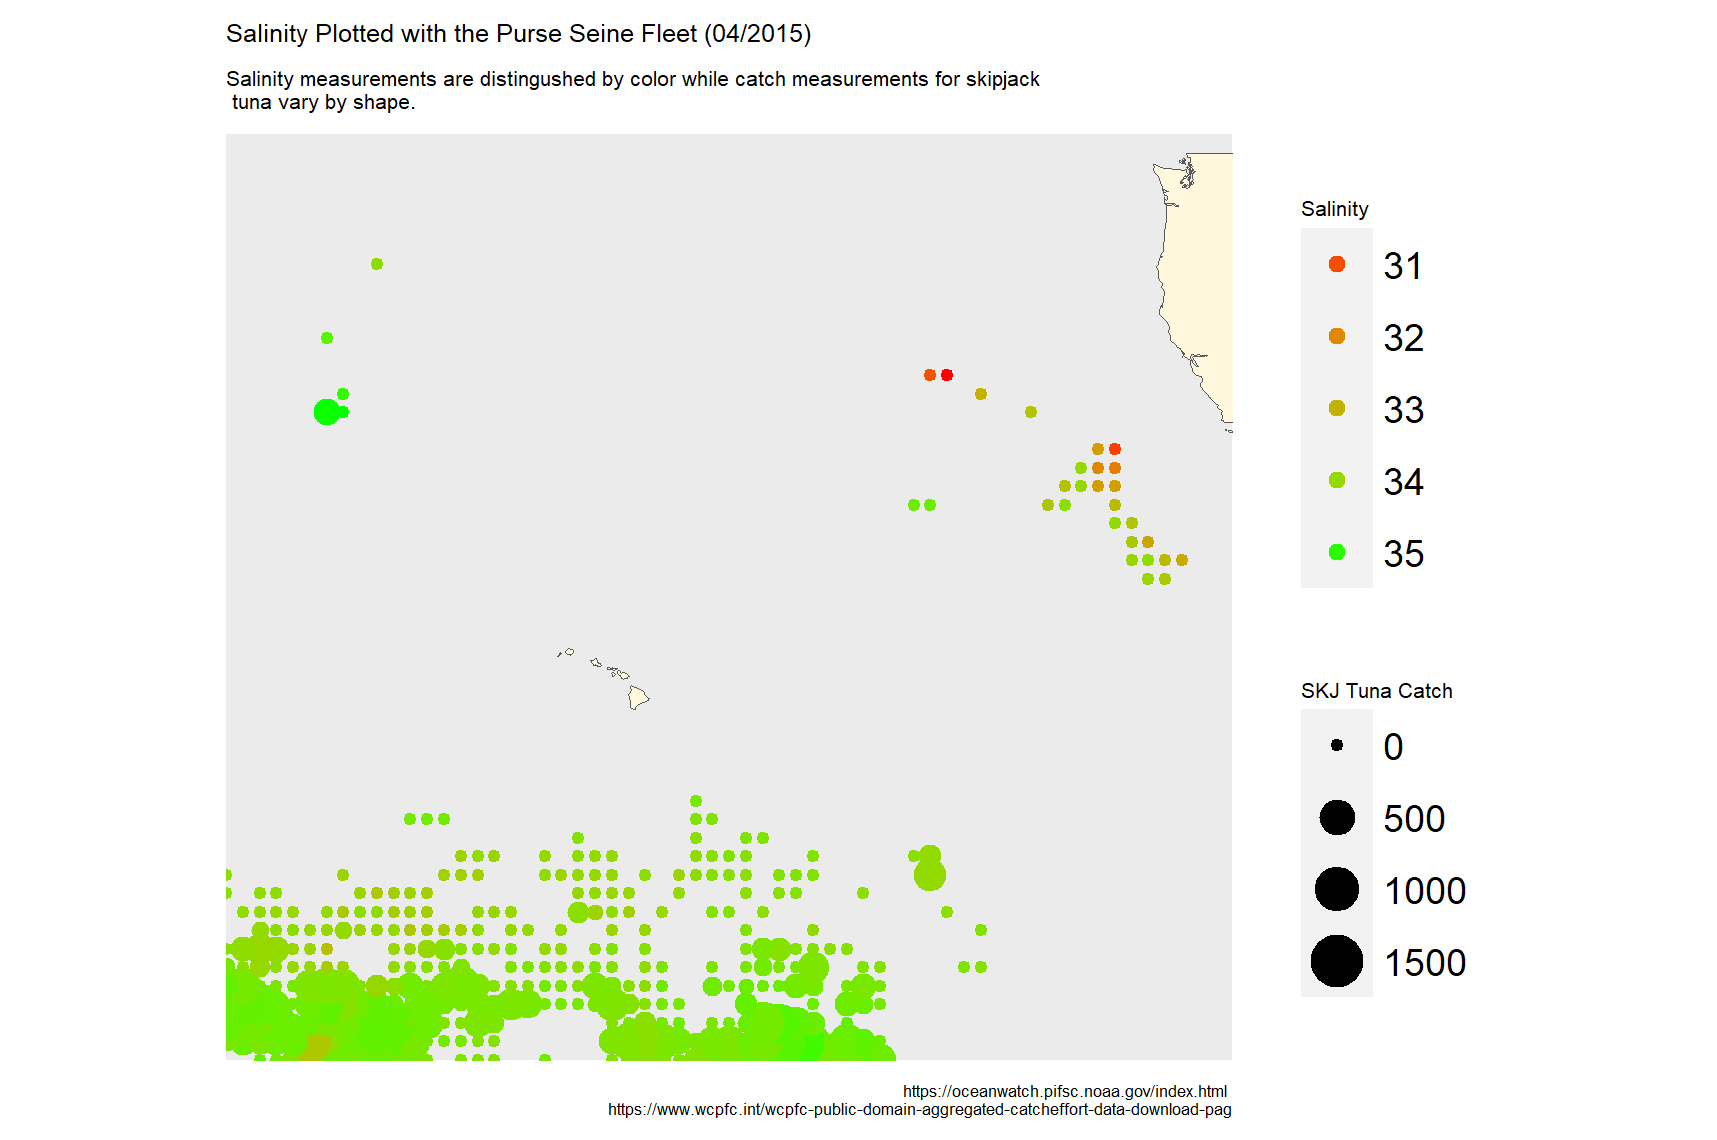 Salinity Plotted with the Purse Seine Fleet (04/2015)
Salinity measurements are distingushed by color while catch measurements for skipjack
tuna vary by shape.
Salinity
31
32
33
34
35
SKJ Tuna Catch
0
500
1000
1500
https://oceanwatch.pifsc.noaa.gov/index.html
https://www.wcpfc.int/wcpfc-public-domain-aggregated-catcheffort-data-download-pag